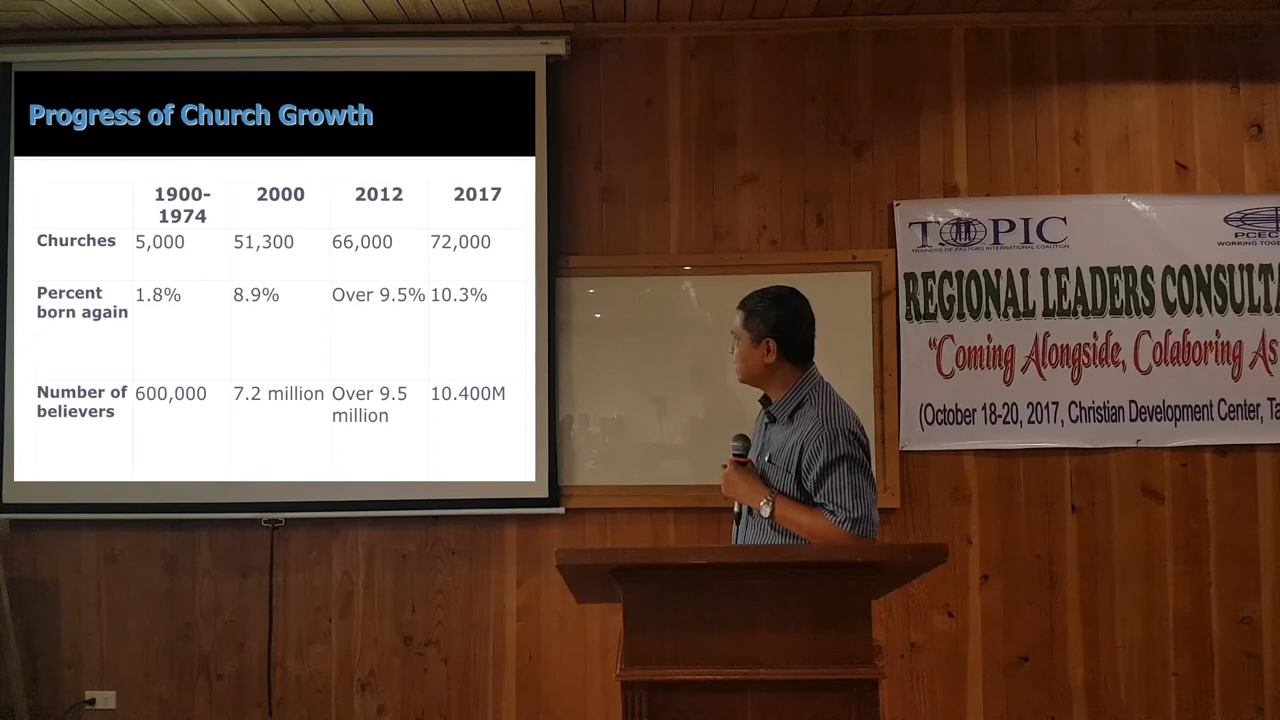 Progress of Church Growth
1900-
1974
2000
2012
2017
Churches
5,000
51,300
66,000
72,000
Percent
born again
1.8%
8.9%
Over 9.5%
10.3%
Number of
believers
600,000
7.2 million
Over 9.5
million
10.400M
TOPIC
TRAINERS OF PASTORS INTERNATIONAL COALITION
PCEC
WORKING TOGE
REGIONAL LEADERS CONSULTA
"Coming Alongside, Colaboring As
(October 18-20, 2017, Christian Development Center, Ta